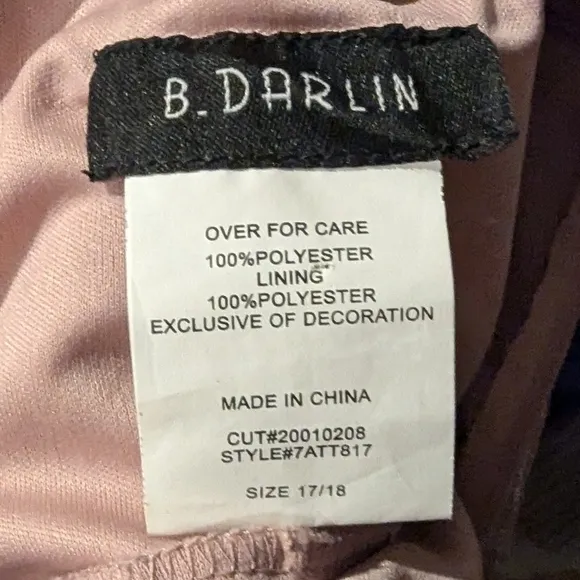 B. DARLIN
OVER FOR CARE
100%POLYESTER
LINING
100%POLYESTER
EXCLUSIVE OF DECORATION
MADE IN CHINA
CUT#20010208
STYLE#7ATT817
SIZE 17/18